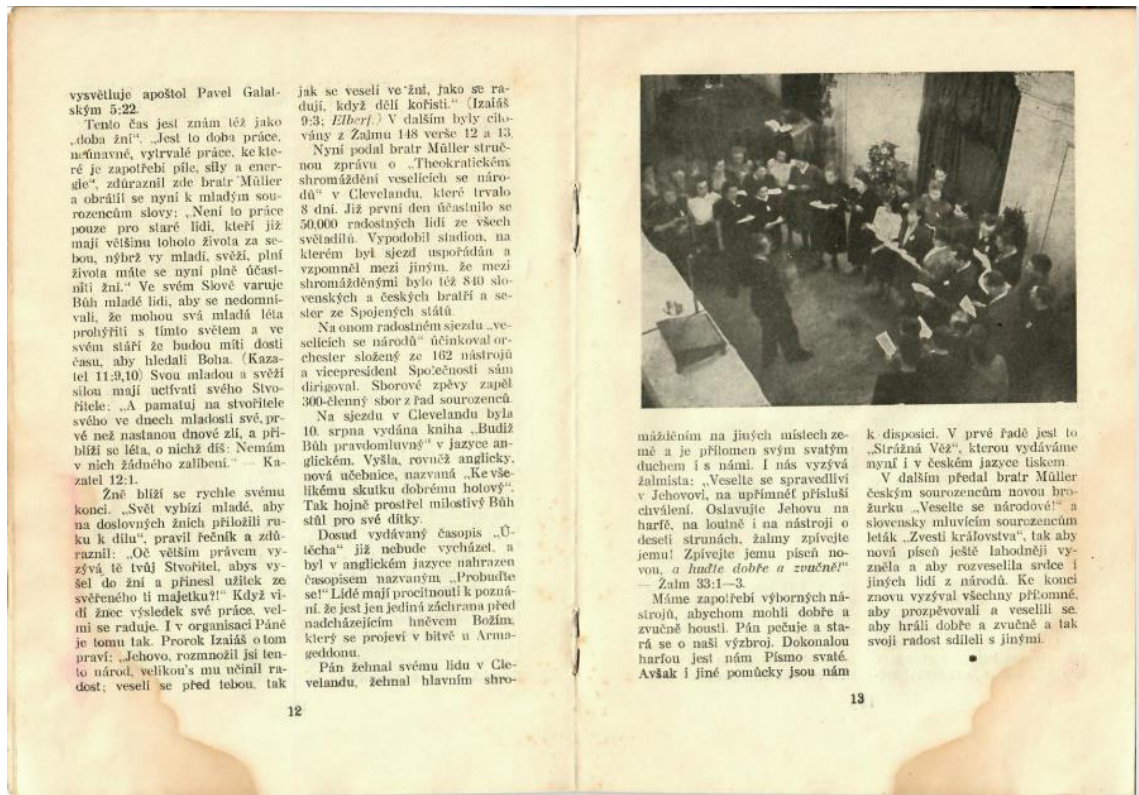 vysvětluje apoštol Pavel Galat-
ským 5:22.
Tento čas jest znám též jako
„doba žní“. „Jest to doba práce,
neúnavné, vytrvalé práce, ke kte-
ré je zapotřebí píle, síly a ener-
gie“, zdůraznil zde bratr Müller
a obrátil se nyní k mladým sou-
rozencům slovy: „Není to práce
pouze pro staré lidi, kteří již
mají většinu tohoto života za se-
bou, nýbrž vy mladí, svěží, plní
života máte se nyní plně účast-
niti žní.“ Ve svém Slově varuje
Bůh mladé lidi, aby se nedomní-
vali, že mohou svá mladá léta
prohýřiti s tímto světem a ve
svém stáří že budou míti dosti
času, aby hledali Boha. (Kaza-
tel 11:9,10) Svou mladou a svěží
silou mají uctívati svého Stvo-
řitele: „A pamatuj na stvořitele
svého ve dnech mladosti své, pr-
vé než nastanou dnové zlí, a při-
blíží se léta, o nichž díš: Nemám
v nich žádného zalíbení.“ — Ka-
zatel 12:1.
Žně blíží se rychle svému
konci. „Svět vybízí mladé, aby
na doslovných žních přiložili ru-
ku k dílu“, pravil řečník a zdů-
raznil: „Oč větším právem vy-
zývá tě tvůj Stvořitel, abys vy-
šel do žní a přinesl užitek ze
svěřeného ti majetku?!“ Když vi-
dí žnec výsledek své práce, vel-
mi se raduje. I v organisaci Páně
je tomu tak. Prorok Izaiáš o tom
praví: „Jehovo, rozmnožil jsi ten-
to národ, velikou's mu učinil ra-
dost; veselí se před tebou, tak
jak se veselí ve žni, jako se ra-
dují, když dělí kořisti.“ (Izaiáš
9:3; Elberf.) V dalším byly cito-
vány z Žalmu 148 verše 12 a 13.
Nyní podal bratr Müller struč-
nou zprávu o „Theokratickém
shromáždění veselících se náro-
dů“ v Clevelandu, které trvalo
8 dní. Již první den účastnilo se
50.000 radostných lidí ze všech
světadílů. Vypodobil stadion, na
kterém byl sjezd uspořádán a
vzpomněl mezi jiným, že mezi
shromážděnými bylo též 840 slo-
venských a českých bratří a se-
ster ze Spojených států.
Na onom radostném sjezdu „ve-
selících se národů“ účinkoval or-
chester složený ze 162 nástrojů
a vicepresident Společnosti sám
dirigoval. Sborové zpěvy zapěl
300-členný sbor z řad sourozenců.
Na sjezdu v Clevelandu byla
10. srpna vydána kniha „Budiž
Bůh pravdomluvný“ v jazyce an-
glickém. Vyšla, rovněž anglicky,
nová učebnice, nazvaná „Ke vše-
likému skutku dobrému hotový“.
Tak hojně prostřel milostivý Bůh
stůl pro své dítky.
Dosud vydávaný časopis „Ú-
těcha“ již nebude vycházet, a
byl v anglickém jazyce nahrazen
časopisem nazvaným „Probuďte
se!“ Lidé mají procitnouti k pozná-
ní, že jest jen jediná záchrana před
nadcházejícím hněvem Božím,
který se projeví v bitvě u Arma-
geddonu.
Pán žehnal svému lidu v Cle-
velandu, žehnal hlavním shro-
12
mážděním na jiných místech ze-
mě a je přítomen svým svatým
duchem i s námi. I nás vyzývá
žalmista: „Veselte se spravedliví
v Jehovovi, na upřímnéť přísluší
chválení. Oslavujte Jehovu na
harfě, na loutně i na nástroji o
deseti strunách, žalmy zpívejte
jemu! Zpívejte jemu píseň no-
vou, a huďte dobře a zvučně!“
— Žalm 33:1—3.
Máme zapotřebí výborných ná-
strojů, abychom mohli dobře a
zvučně housti. Pán pečuje a sta-
rá se o naši výzbroj. Dokonalou
harfou jest nám Písmo svaté.
Avšak i jiné pomůcky jsou nám
k disposici. V prvé řadě jest to
„Strážná Věž“, kterou vydáváme
nyní i v českém jazyce tiskem.
V dalším předal bratr Müller
českým sourozencům novou bro-
žurku „Veselte se národové!“ a
slovensky mluvícím sourozencům
leták „Zvesti kráľovstva“, tak aby
nová píseň ještě lahodněji vy-
zněla a aby rozveselila srdce i
jiných lidí z národů. Ke konci
znovu vyzýval všechny přítomné,
aby prozpěvovali a veselili se,
aby hráli dobře a zvučně a tak
svoji radost sdíleli s jinými.
13